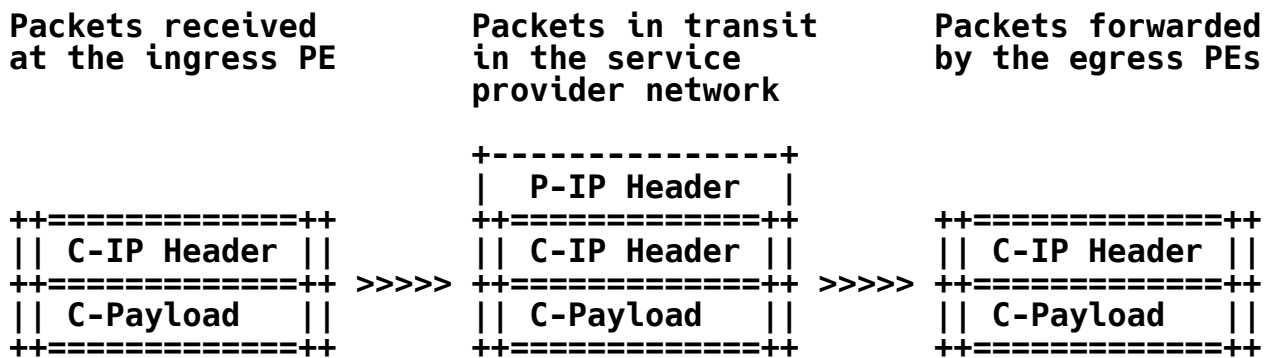 Packets received        Packets in transit      Packets forwarded
at the ingress PE       in the service          by the egress PEs
                        provider network

                        +---------------+
                        |  P-IP Header  |
++=============++       ++=============++       ++=============++
|| C-IP Header ||       || C-IP Header ||       || C-IP Header ||
++=============++ >>>>> ++=============++ >>>>> ++=============++
|| C-Payload   ||       || C-Payload   ||       || C-Payload   ||
++=============++       ++=============++       ++=============++